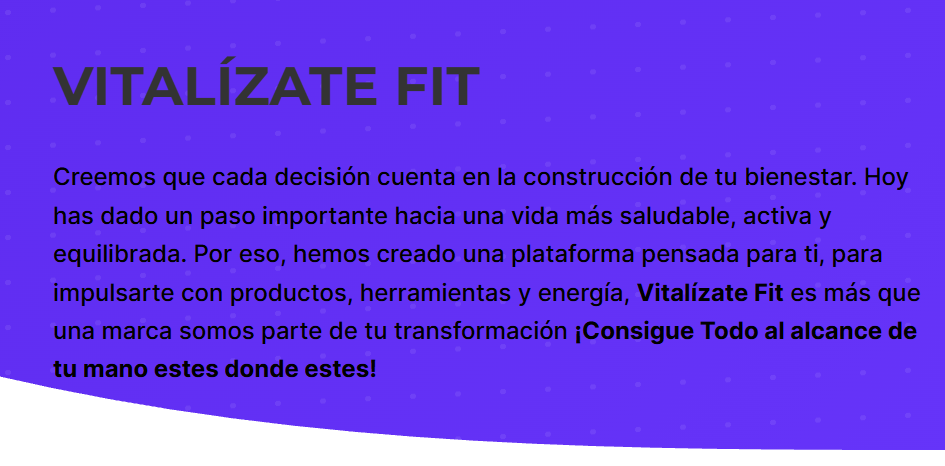 VITALÍZATE FIT
Creemos que cada decisión cuenta en la construcción de tu bienestar. Hoy
has dado un paso importante hacia una vida más saludable, activa y
equilibrada. Por eso, hemos creado una plataforma pensada para ti, para
impulsarte con productos, herramientas y energía, Vitalízate Fit es más que
una marca somos parte de tu transformación ¡Consigue Todo al alcance de
tu mano estes donde estes!